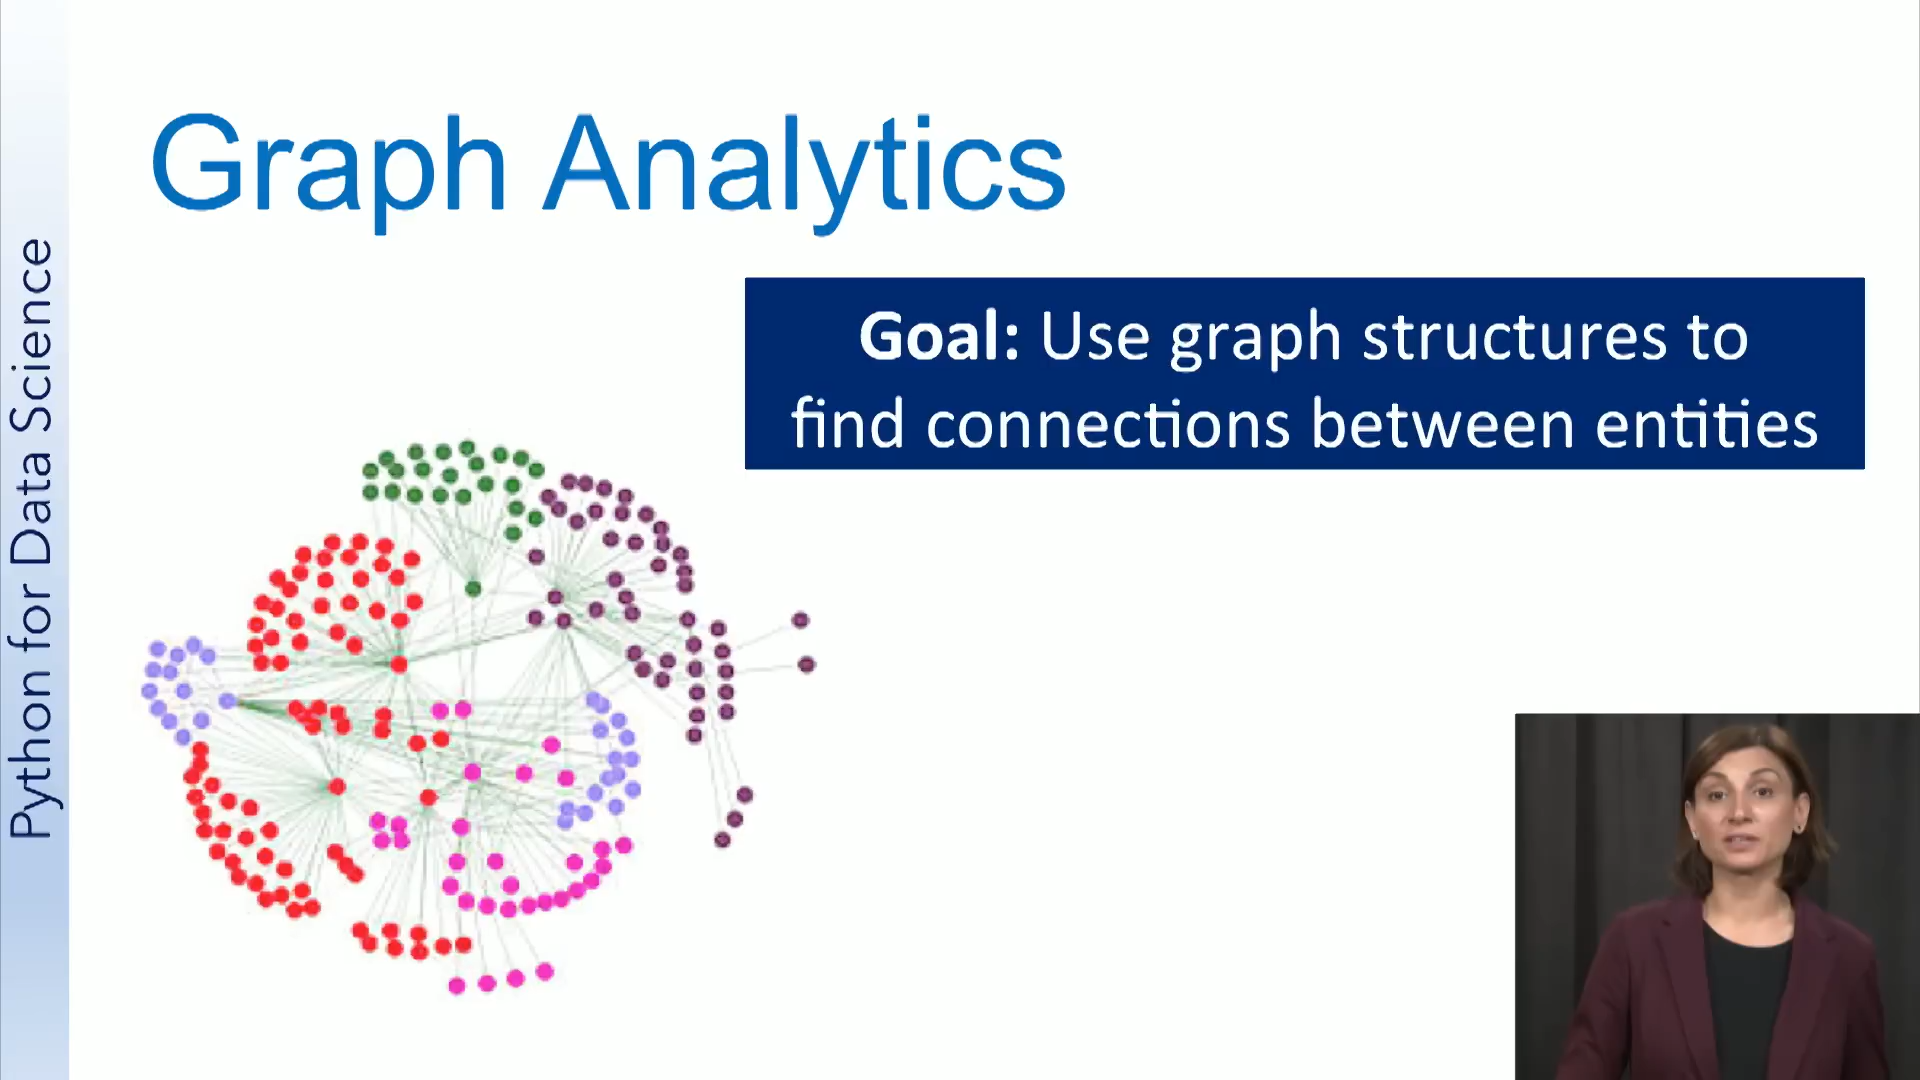 Graph Analytics
Goal: Use graph structures to
find connections between entities
Python for Data Science